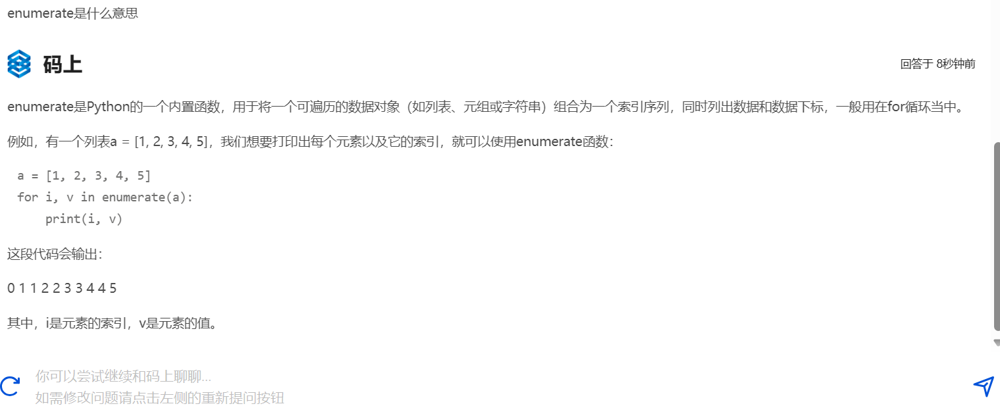 enumerate是什么意思
码上
回答于 8秒钟前
enumerate是Python的一个内置函数，用于将一个可遍历的数据对象（如列表、元组或字符串）组合为一个索引序列，同时列出数据和数据下标，一般用在for循环当中。
例如，有一个列表a = [1, 2, 3, 4, 5]，我们想要打印出每个元素以及它的索引，就可以使用enumerate函数：
a = [1, 2, 3, 4, 5]
for i, v in enumerate(a):
    print(i, v)
这段代码会输出：
0 1 1 2 2 3 3 4 4 5
其中，i是元素的索引，v是元素的值。
你可以尝试继续和码上聊聊...
如需修改问题请点击左侧的重新提问按钮